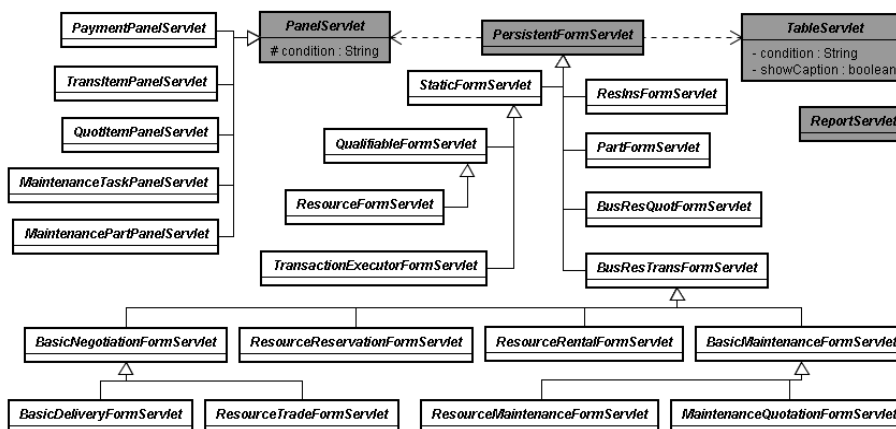 PaymentPanelServlet
PanelServlet
# condition : String
PersistentFormServlet
TableServlet
- condition : String
- showCaption : boolean
TransItemPanelServlet
StaticFormServlet
ResInsFormServlet
ReportServlet
QuotItemPanelServlet
QualifiableFormServlet
PartFormServlet
MaintenanceTaskPanelServlet
ResourceFormServlet
BusResQuotFormServlet
MaintenancePartPanelServlet
TransactionExecutorFormServlet
BusResTransFormServlet
BasicNegotiationFormServlet
ResourceReservationFormServlet
ResourceRentalFormServlet
BasicMaintenanceFormServlet
BasicDeliveryFormServlet
ResourceTradeFormServlet
ResourceMaintenanceFormServlet
MaintenanceQuotationFormServlet